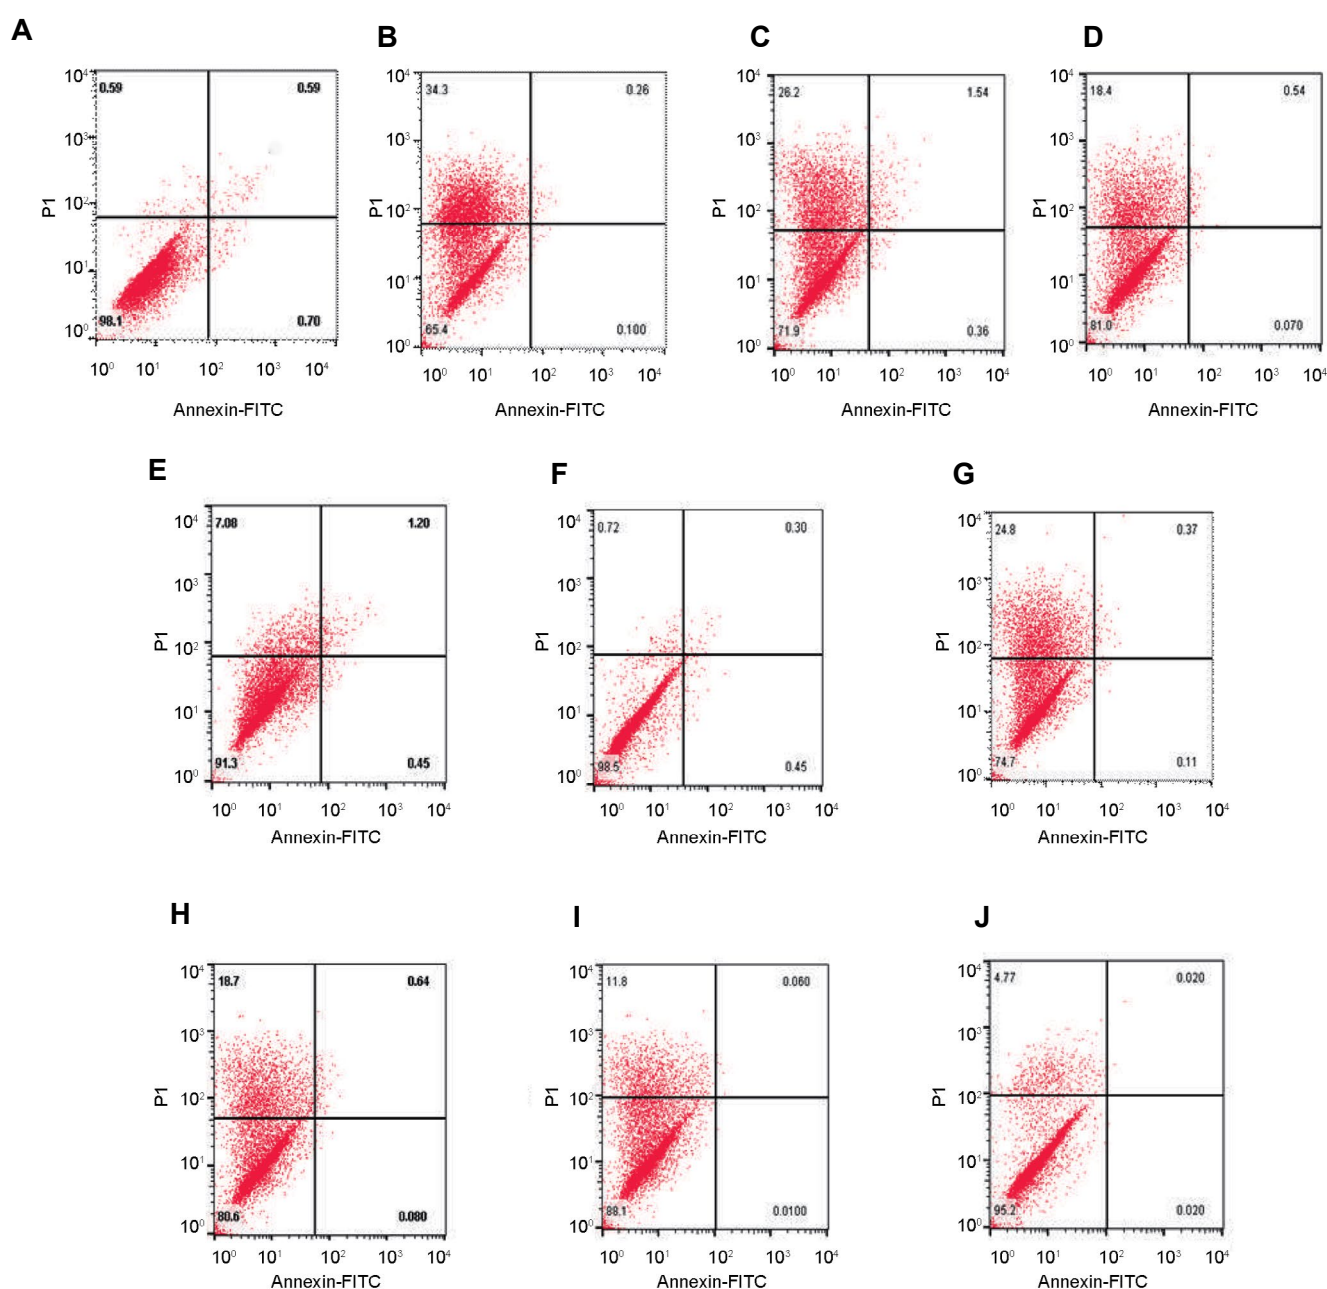 A
B
C
D
10⁴ 10³ 10² 10¹ 10⁰
P1
0.59 0.59
98.1 0.70
10⁰ 10¹ 10² 10³ 10⁴
Annexin-FITC
10⁴ 10³ 10² 10¹ 10⁰
P1
34.3 0.26
65.4 0.100
10⁰ 10¹ 10² 10³ 10⁴
Annexin-FITC
10⁴ 10³ 10² 10¹ 10⁰
P1
26.2 1.54
71.9 0.36
10⁰ 10¹ 10² 10³ 10⁴
Annexin-FITC
10⁴ 10³ 10² 10¹ 10⁰
P1
18.4 0.54
81.0 0.070
10⁰ 10¹ 10² 10³ 10⁴
Annexin-FITC
E
F
G
10⁴ 10³ 10² 10¹ 10⁰
P1
7.08 1.20
91.3 0.45
10⁰ 10¹ 10² 10³ 10⁴
Annexin-FITC
10⁴ 10³ 10² 10¹ 10⁰
P1
0.72 0.30
98.5 0.45
10⁰ 10¹ 10² 10³ 10⁴
Annexin-FITC
10⁴ 10³ 10² 10¹ 10⁰
P1
24.8 0.37
74.7 0.11
10⁰ 10¹ 10² 10³ 10⁴
Annexin-FITC
H
I
J
10⁴ 10³ 10² 10¹ 10⁰
P1
18.7 0.64
80.6 0.080
10⁰ 10¹ 10² 10³ 10⁴
Annexin-FITC
10⁴ 10³ 10² 10¹ 10⁰
P1
11.8 0.060
88.1 0.0100
10⁰ 10¹ 10² 10³ 10⁴
Annexin-FITC
10⁴ 10³ 10² 10¹ 10⁰
P1
4.77 0.020
95.2 0.020
10⁰ 10¹ 10² 10³ 10⁴
Annexin-FITC